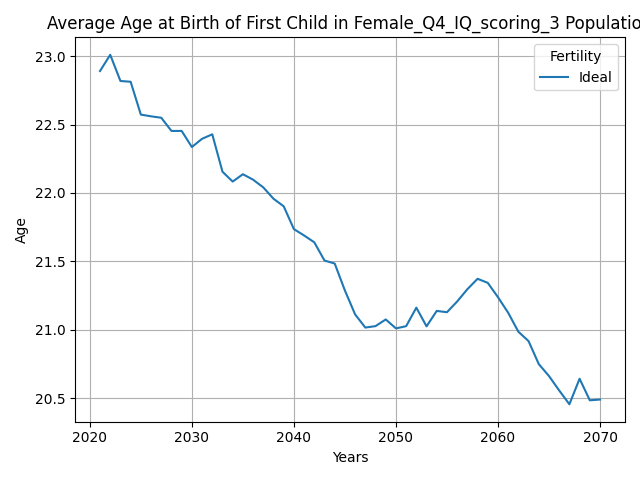 Average Age at Birth of First Child in Female_Q4_IQ_scoring_3 Populatio
Fertility
Ideal
23.0
22.5
22.0
21.5
21.0
20.5
Age
2020 2030 2040 2050 2060 2070
Years